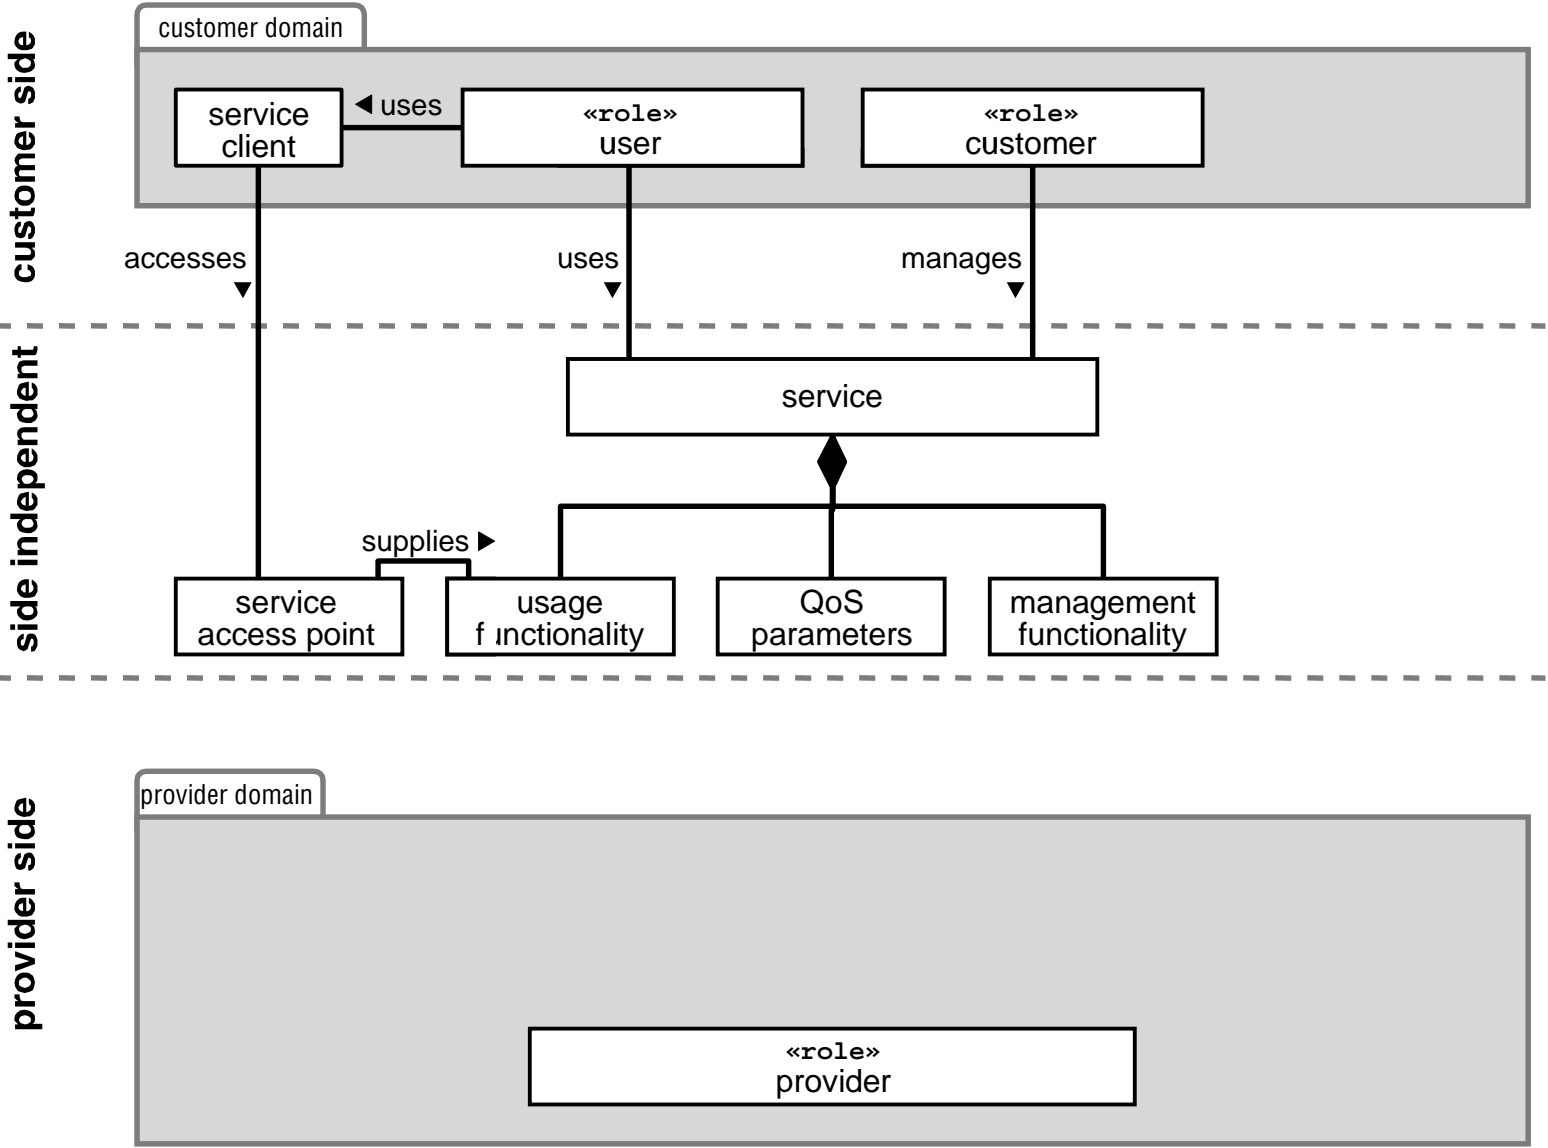 customer side
customer domain
service
client
◀ uses
«role»
user
«role»
customer
accesses
▼
uses
▼
manages
▼
side independent
service
supplies ▶
service
access point
usage
f unctionality
QoS
parameters
management
functionality
provider side
provider domain
«role»
provider